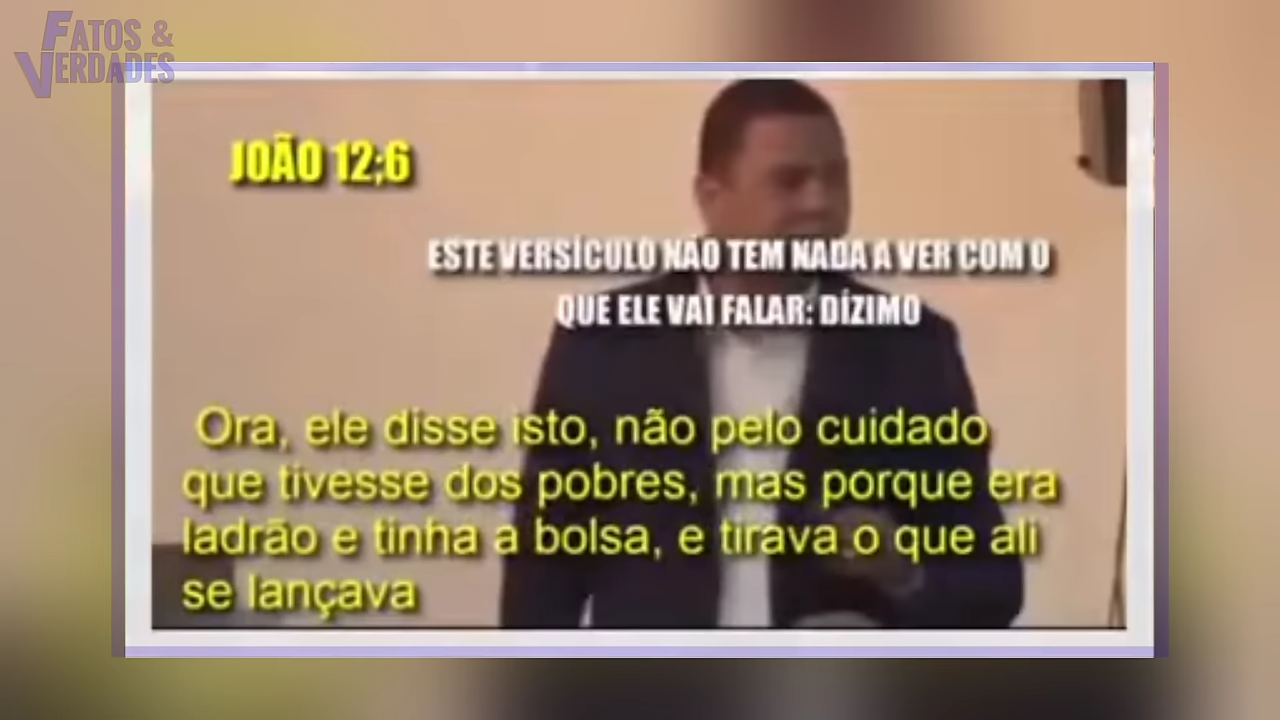 FATOS &
VERDADES
JOÃO 12;6
ESTE VERSÍCULO NÃO TEM NADA A VER COM O
QUE ELE VAI FALAR: DÍZIMO
Ora, ele disse isto, não pelo cuidado
que tivesse dos pobres, mas porque era
ladrão e tinha a bolsa, e tirava o que ali
se lançava